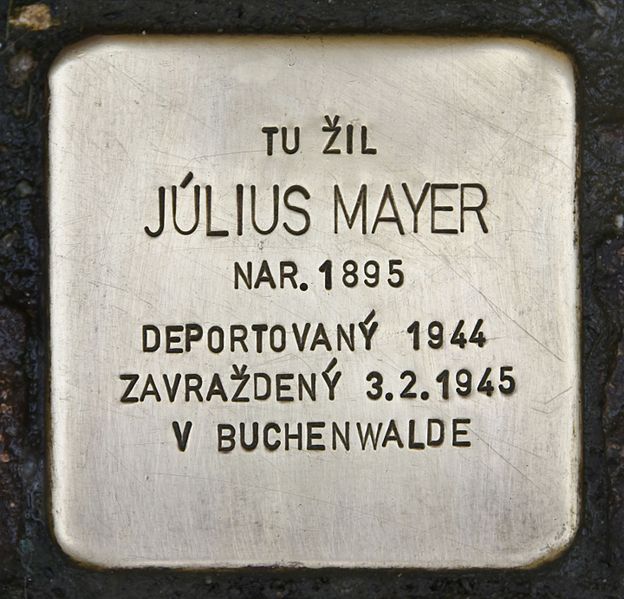 TU ŽIL
JÚLIUS MAYER
NAR. 1895
DEPORTOVANÝ 1944
ZAVRAŽDENÝ 3.2.1945
V BUCHENWALDE